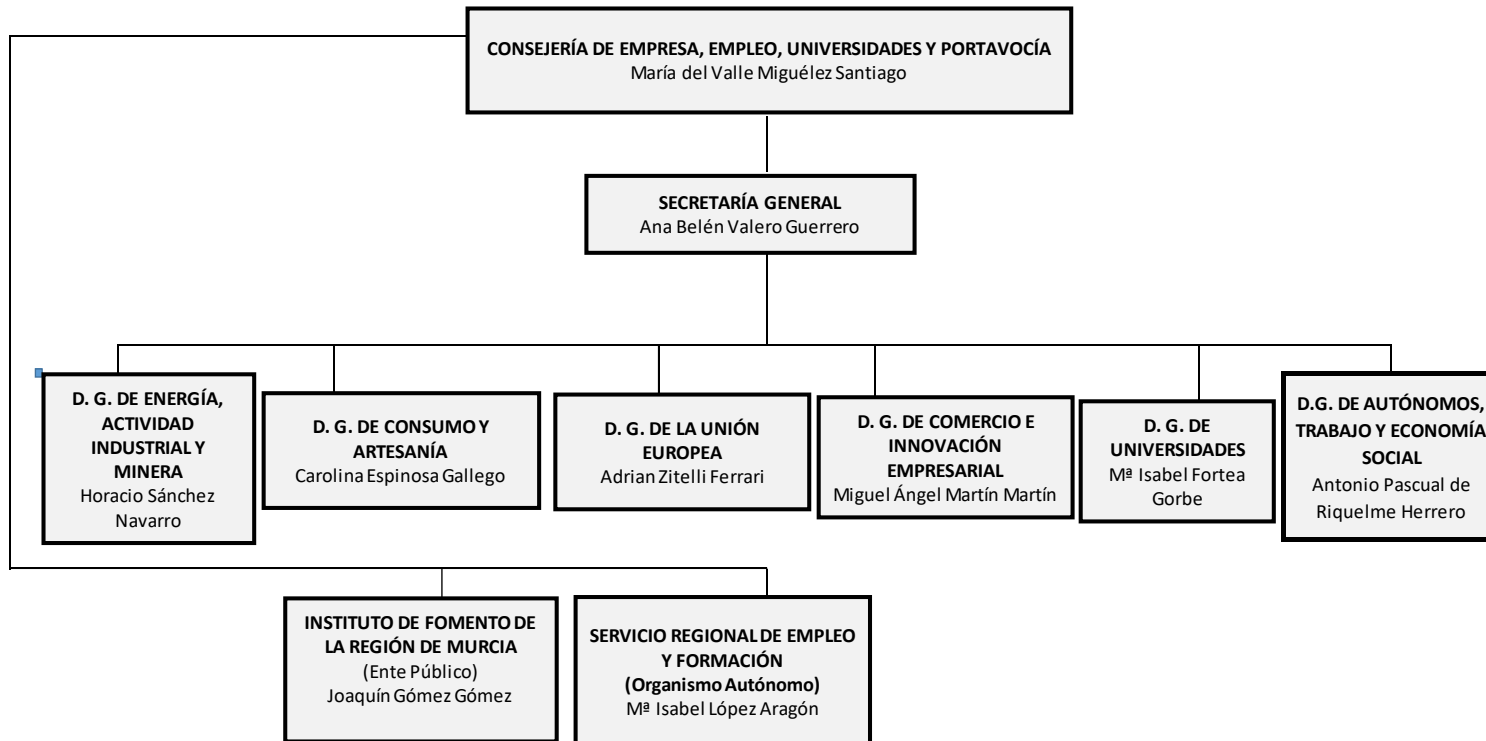 CONSEJERÍA DE EMPRESA, EMPLEO, UNIVERSIDADES Y PORTAVOCÍA
María del Valle Miguélez Santiago
SECRETARÍA GENERAL
Ana Belén Valero Guerrero
D. G. DE ENERGÍA,
ACTIVIDAD
INDUSTRIAL Y
MINERA
Horacio Sánchez
Navarro
D. G. DE CONSUMO Y
ARTESANÍA
Carolina Espinosa Gallego
D. G. DE LA UNIÓN
EUROPEA
Adrian Zitelli Ferrari
D. G. DE COMERCIO E
INNOVACIÓN
EMPRESARIAL
Miguel Ángel Martín Martín
D. G. DE
UNIVERSIDADES
Mª Isabel Fortea
Gorbe
D.G. DE AUTÓNOMOS,
TRABAJO Y ECONOMÍA
SOCIAL
Antonio Pascual de
Riquelme Herrero
INSTITUTO DE FOMENTO DE
LA REGIÓN DE MURCIA
(Ente Público)
Joaquín Gómez Gómez
SERVICIO REGIONAL DE EMPLEO
Y FORMACIÓN
(Organismo Autónomo)
Mª Isabel López Aragón